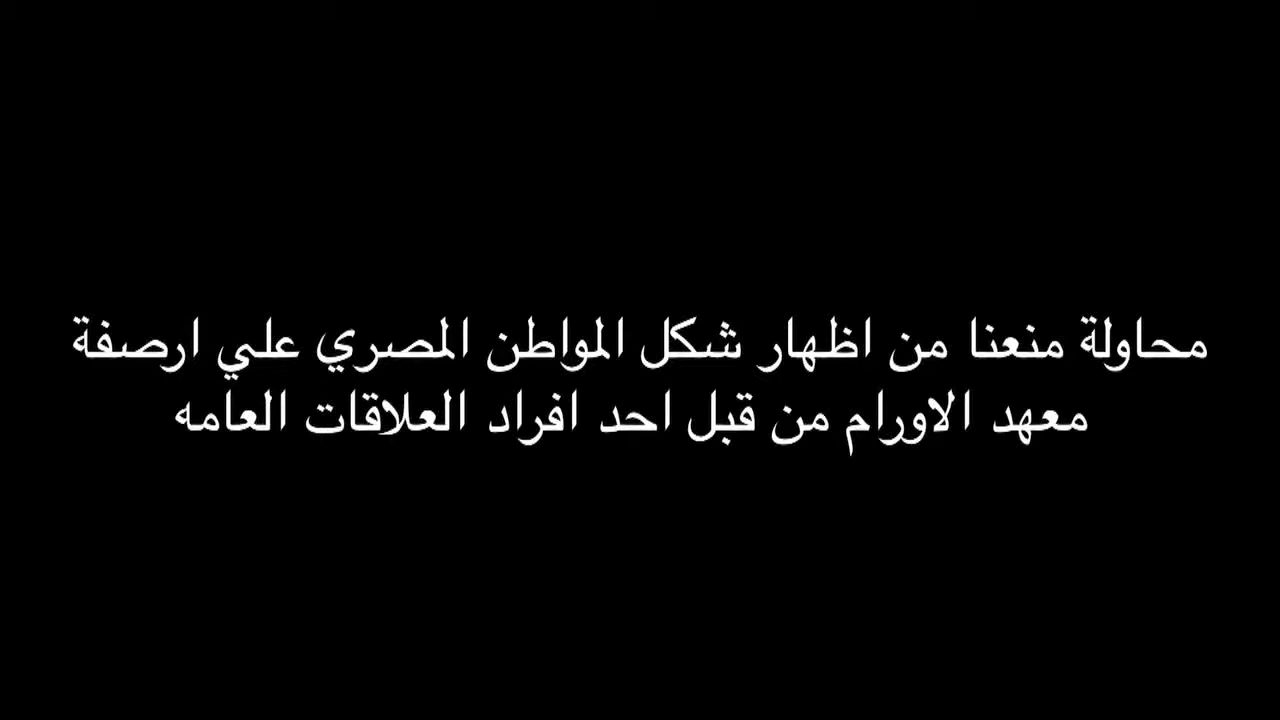 محاولة منعنا من اظهار شكل المواطن المصري علي ارصفة
معهد الاورام من قبل احد افراد العلاقات العامه